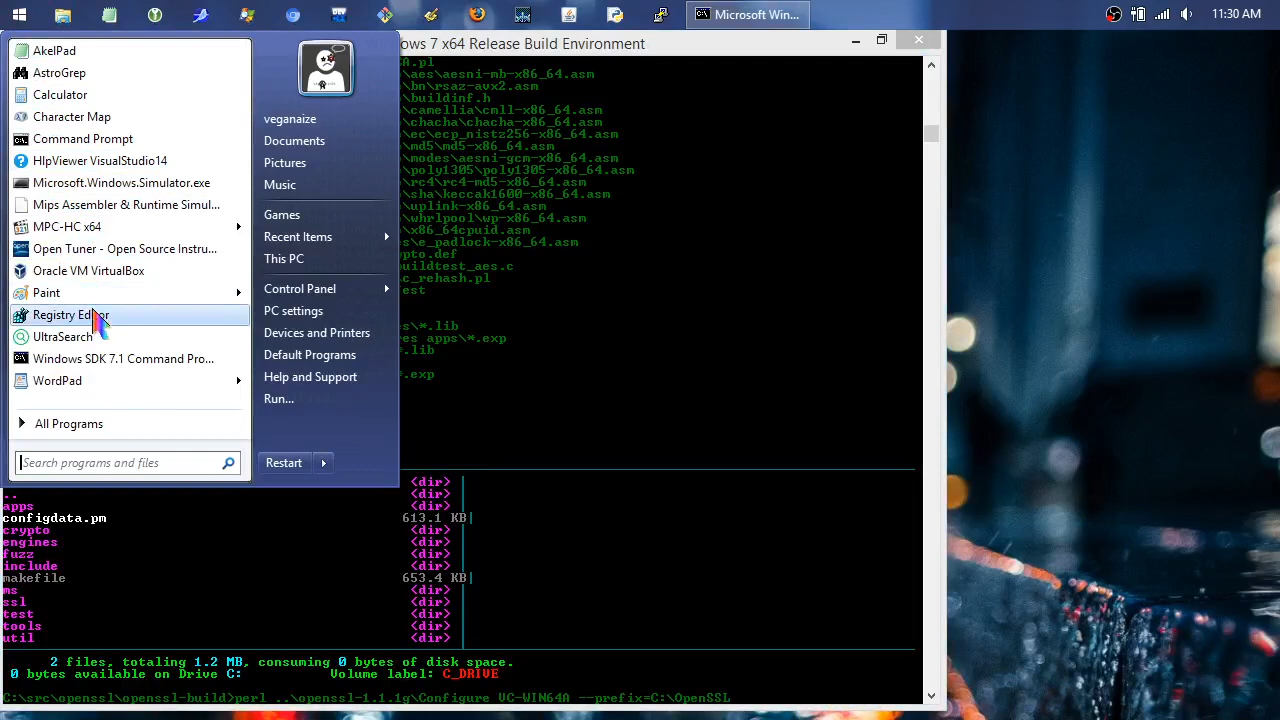 Microsoft Win...
11:30 AM
AkelPad
AstroGrep
Calculator
Character Map
Command Prompt
HlpViewer VisualStudio14
Microsoft.Windows.Simulator.exe
Mips Assembler & Runtime Simul...
MPC-HC x64
Open Tuner - Open Source Instru...
Oracle VM VirtualBox
Paint
Registry Editor
UltraSearch
Windows SDK 7.1 Command Pro...
WordPad
All Programs
Search programs and files
veganaize
Documents
Pictures
Music
Games
Recent Items
This PC
Control Panel
PC settings
Devices and Printers
Default Programs
Help and Support
Run...
Restart
ows 7 x64 Release Build Environment
A.pl
\aes\aesni-mb-x86_64.asm
\bn\rsaz-avx2.asm
\buildinf.h
\camellia\cmll-x86_64.asm
\chacha\chacha-x86_64.asm
\ec\ecp_nistz256-x86_64.asm
\md5\md5-x86_64.asm
\modes\aesni-gcm-x86_64.asm
\poly1305\poly1305-x86_64.asm
\rc4\rc4-md5-x86_64.asm
\sha\keccak1600-x86_64.asm
\uplink-x86_64.asm
\whrlpool\wp-x86_64.asm
\x86_64cpuid.asm
es\e_padlock-x86_64.asm
pto.def
uildtest_aes.c
\c_rehash.pl
est
es\*.lib
res apps\*.exp
*.lib
*.exp
<dir> |
.. <dir> |
apps <dir> |
configdata.pm 613.1 KB|
crypto <dir> |
engines <dir> |
fuzz <dir> |
include <dir> |
makefile 653.4 KB|
ms <dir> |
ssl <dir> |
test <dir> |
tools <dir> |
util <dir> |
2 files, totaling 1.2 MB, consuming 0 bytes of disk space.
0 bytes available on Drive C: Volume label: C_DRIVE
C:\src\openssl\openssl-build>perl ..\openssl-1.1.1g\Configure VC-WIN64A --prefix=C:\OpenSSL